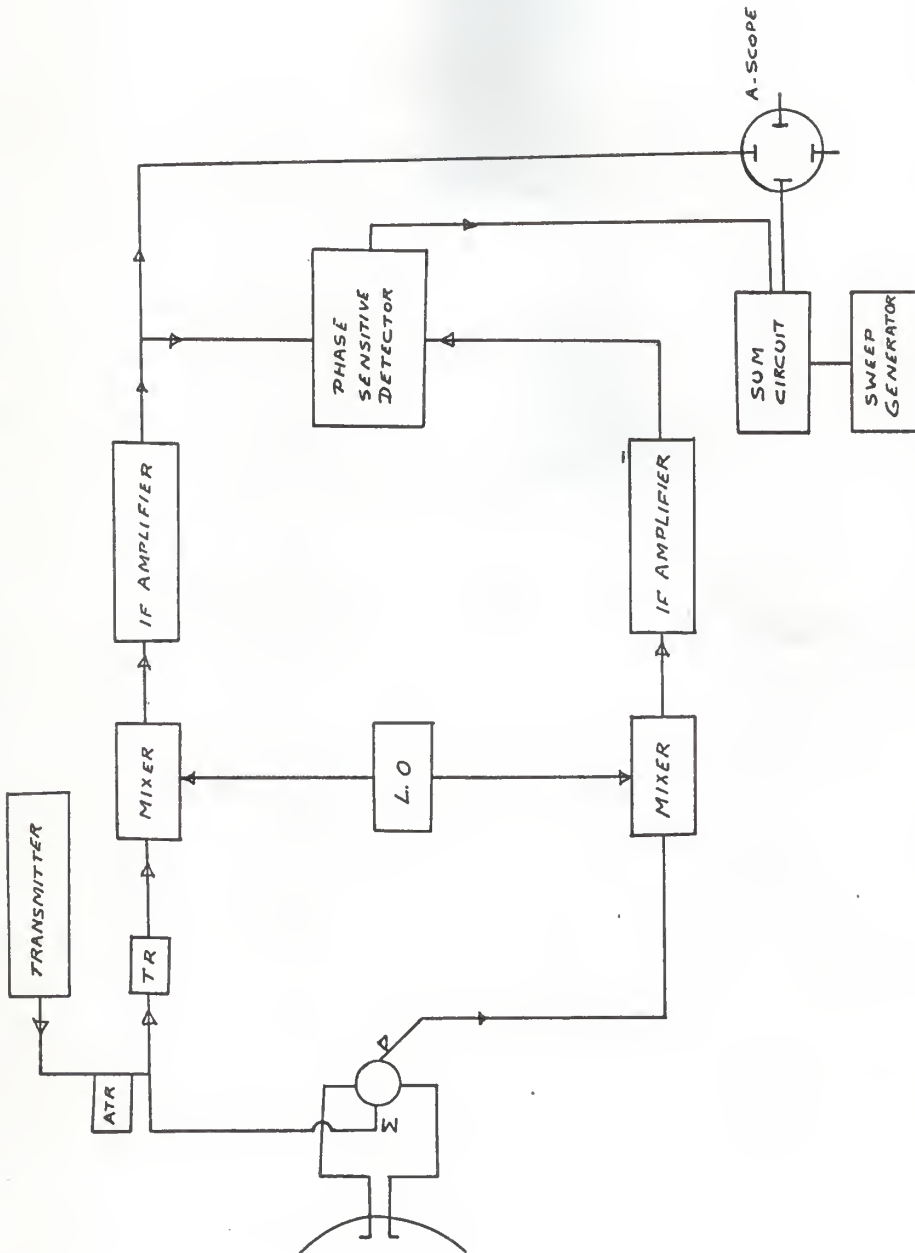 TRANSMITTER
ATR
TR
MIXER
IF AMPLIFIER
A-SCOPE
PHASE
SENSITIVE
DETECTOR
L.O
Σ
Δ
MIXER
IF AMPLIFIER
SUM
CIRCUIT
SWEEP
GENERATOR